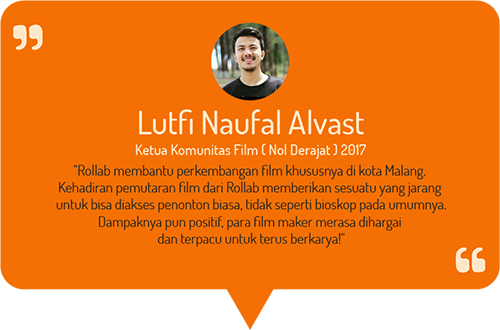 Lutfi Naufal Alvast
Ketua Komunitas Film ( Nol Derajat ) 2017
"Rollab membantu perkembangan film khususnya di kota Malang.
Kehadiran pemutaran film dari Rollab memberikan sesuatu yang jarang
untuk bisa diakses penonton biasa, tidak seperti bioskop pada umumnya.
Dampaknya pun positif, para film maker merasa dihargai
dan terpacu untuk terus berkarya!"